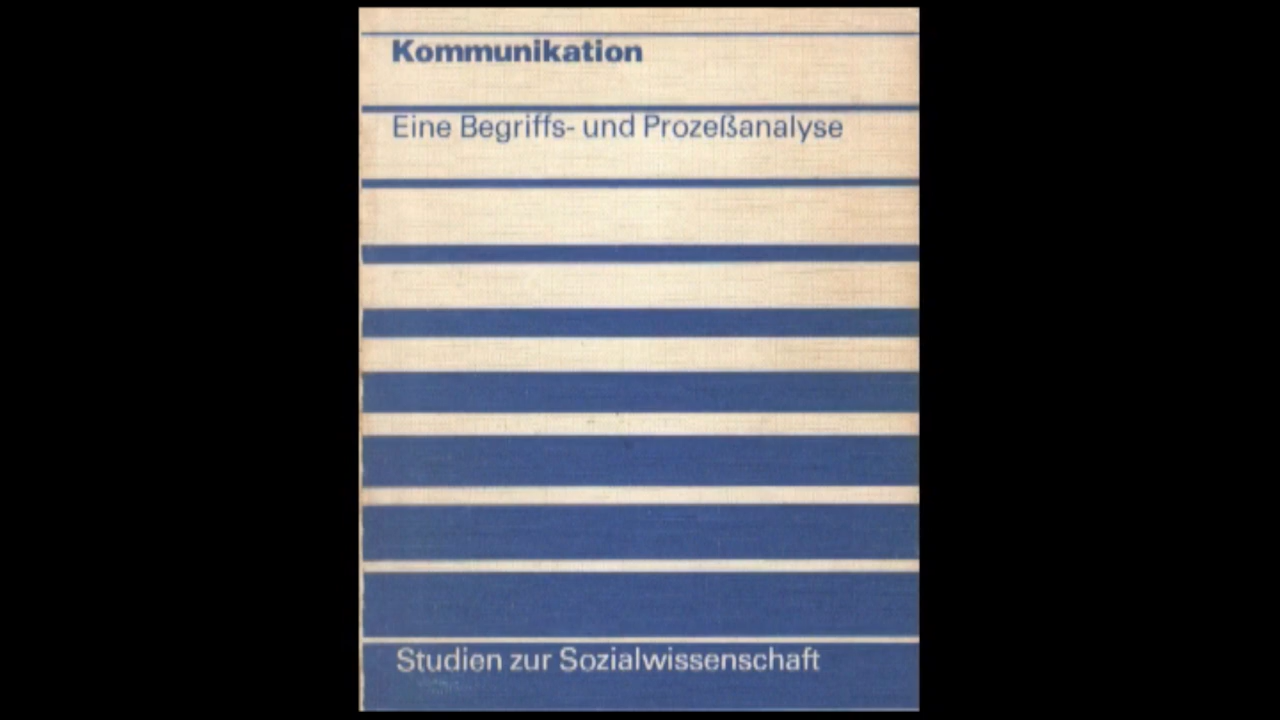 Kommunikation
Eine Begriffs- und Prozeßanalyse
Studien zur Sozialwissenschaft